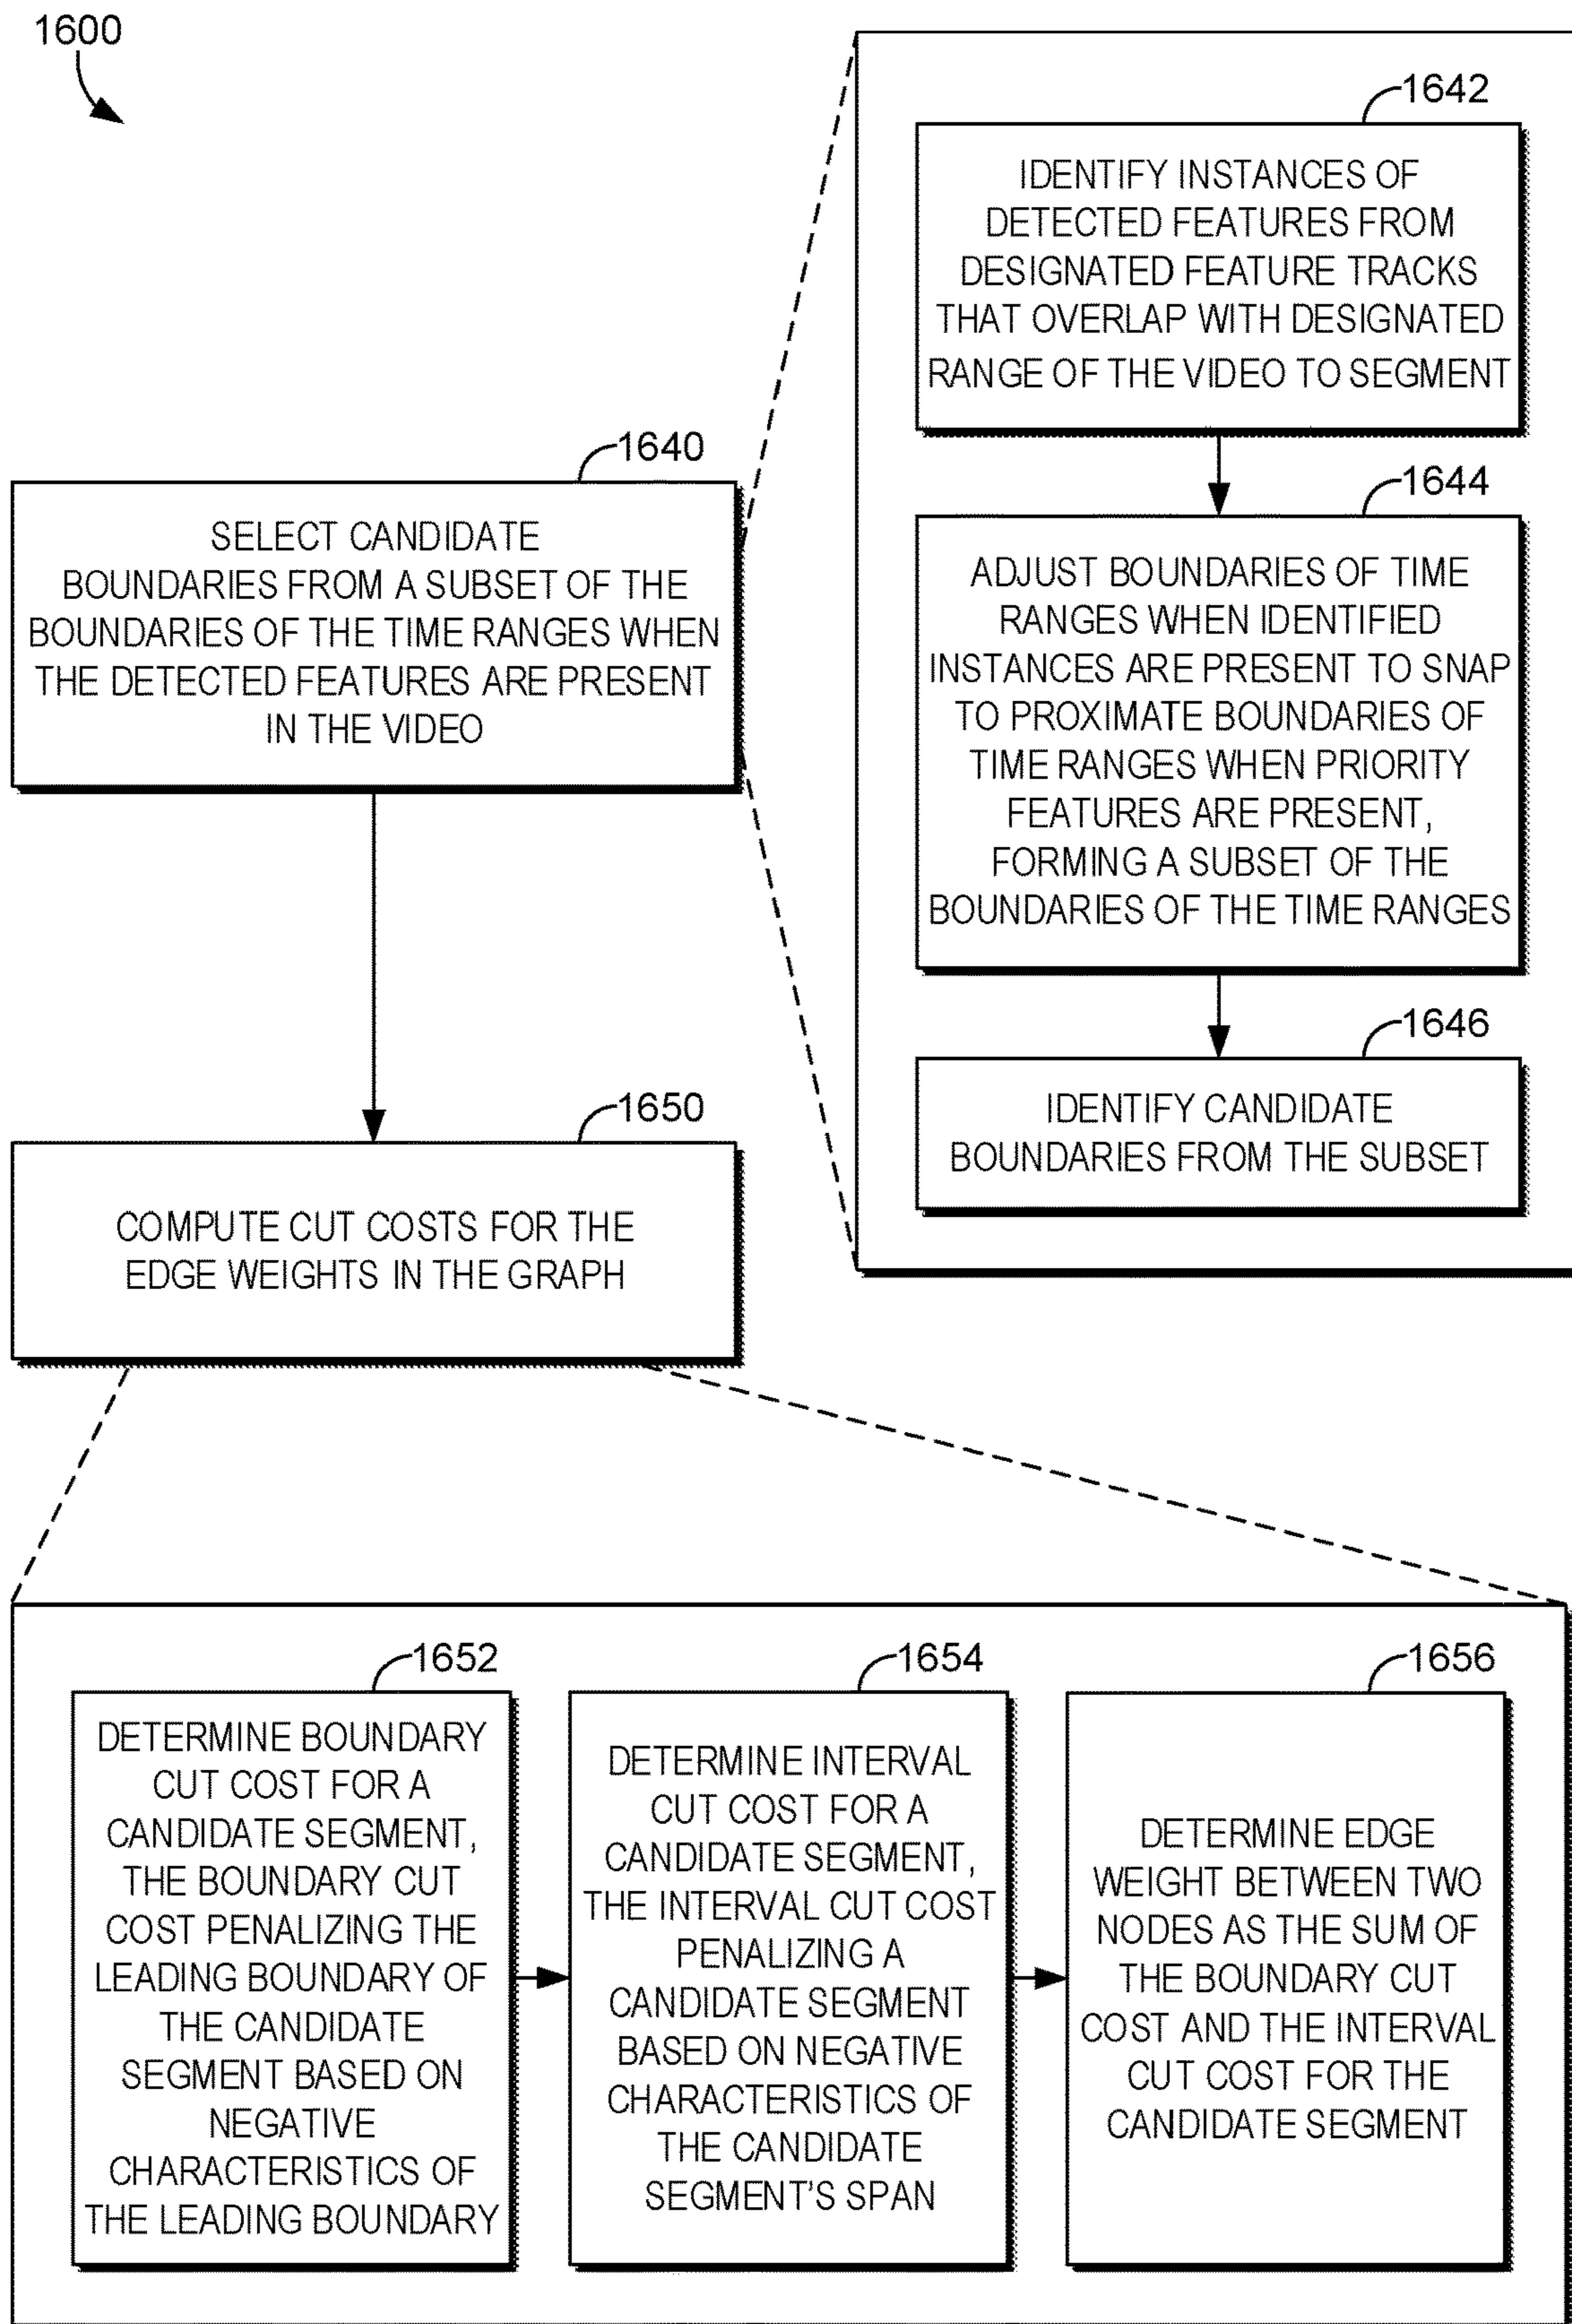 1600
1642
IDENTIFY INSTANCES OF
DETECTED FEATURES FROM
DESIGNATED FEATURE TRACKS
THAT OVERLAP WITH DESIGNATED
RANGE OF THE VIDEO TO SEGMENT
1640
SELECT CANDIDATE
BOUNDARIES FROM A SUBSET OF THE
BOUNDARIES OF THE TIME RANGES WHEN
THE DETECTED FEATURES ARE PRESENT
IN THE VIDEO
1644
ADJUST BOUNDARIES OF TIME
RANGES WHEN IDENTIFIED
INSTANCES ARE PRESENT TO SNAP
TO PROXIMATE BOUNDARIES OF
TIME RANGES WHEN PRIORITY
FEATURES ARE PRESENT,
FORMING A SUBSET OF THE
BOUNDARIES OF THE TIME RANGES
1646
IDENTIFY CANDIDATE
BOUNDARIES FROM THE SUBSET
1650
COMPUTE CUT COSTS FOR THE
EDGE WEIGHTS IN THE GRAPH
1652
DETERMINE BOUNDARY
CUT COST FOR A
CANDIDATE SEGMENT,
THE BOUNDARY CUT
COST PENALIZING THE
LEADING BOUNDARY OF
THE CANDIDATE
SEGMENT BASED ON
NEGATIVE
CHARACTERISTICS OF
THE LEADING BOUNDARY
1654
DETERMINE INTERVAL
CUT COST FOR A
CANDIDATE SEGMENT,
THE INTERVAL CUT COST
PENALIZING A
CANDIDATE SEGMENT
BASED ON NEGATIVE
CHARACTERISTICS OF
THE CANDIDATE
SEGMENT'S SPAN
1656
DETERMINE EDGE
WEIGHT BETWEEN TWO
NODES AS THE SUM OF
THE BOUNDARY CUT
COST AND THE INTERVAL
CUT COST FOR THE
CANDIDATE SEGMENT